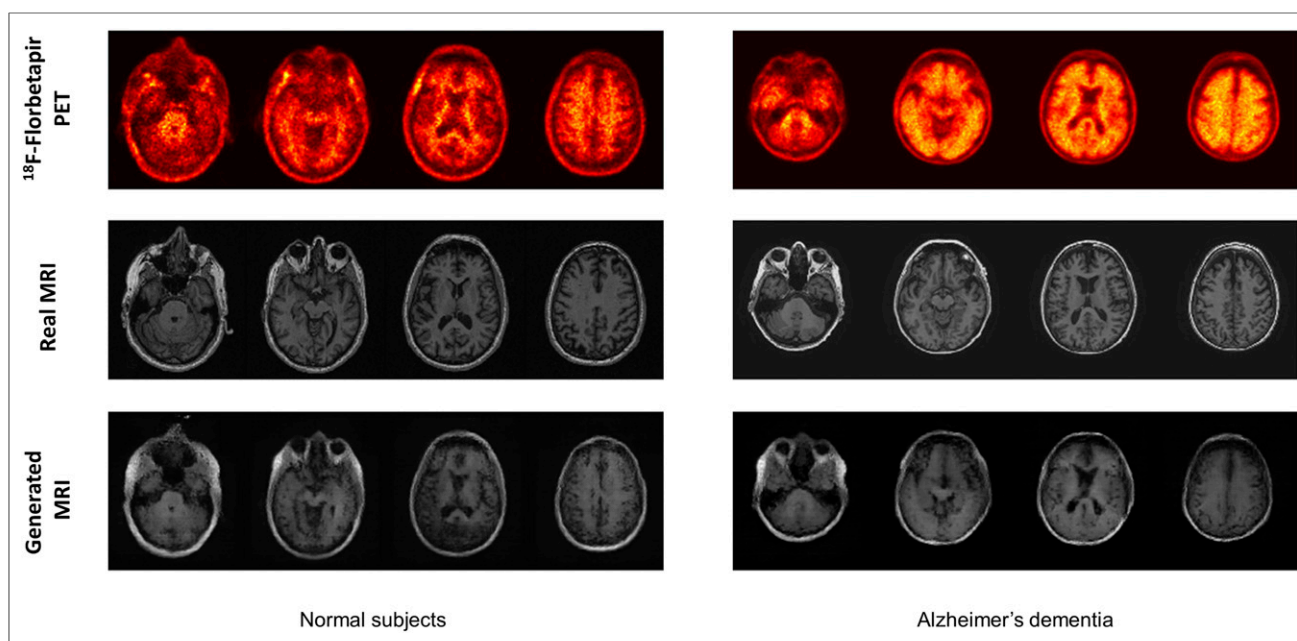 ¹⁸F-Florbetapir
PET
Real MRI
Generated
MRI
Normal subjects
Alzheimer's dementia